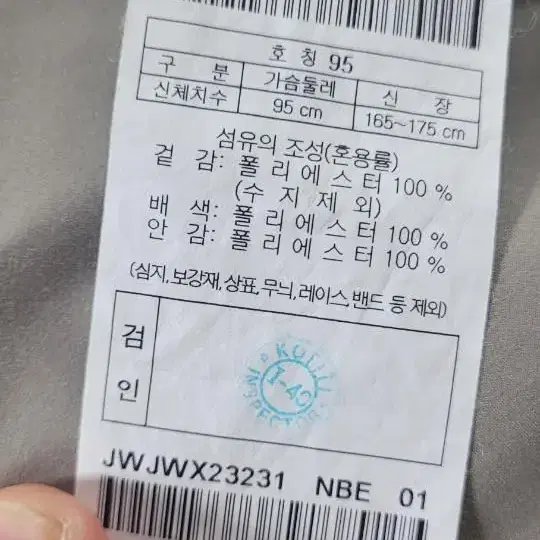 호 칭 95
구 분 가슴둘레 신 장
신체치수 95 cm 165~175 cm
섬유의 조성(혼용률)
겉 감: 폴 리 에 스 터 100 %
(수 지 제 외)
배 색: 폴 리 에 스 터 100 %
안 감: 폴 리 에 스 터 100 %
(심지,보강재,상표,무늬,레이스,밴드 등 제외)
검
인
I-40
JWJWX23231 NBE 01